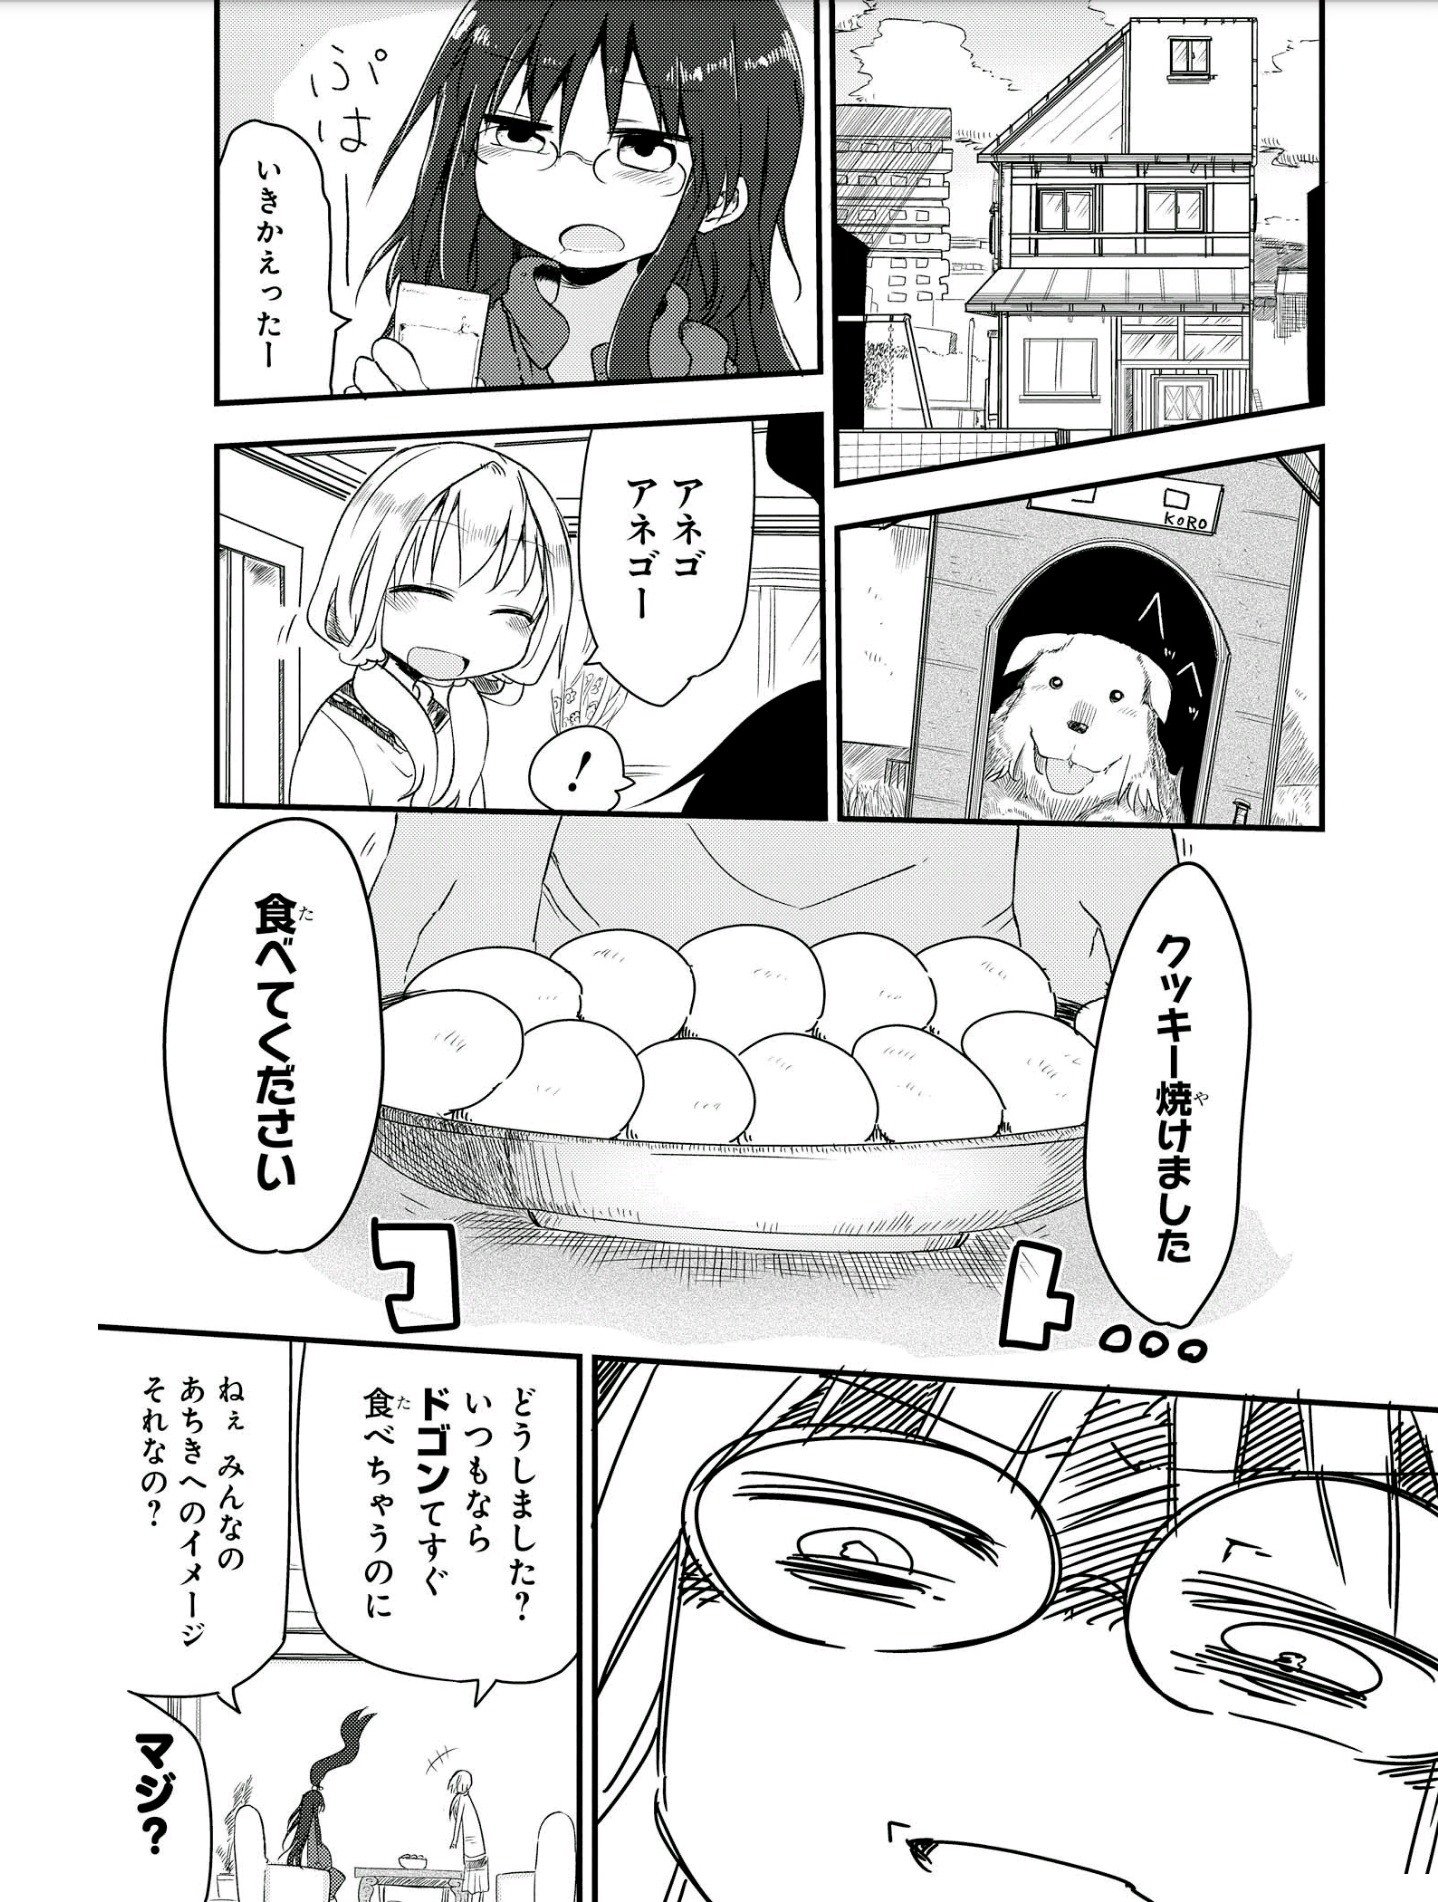 ぷはー
いきかえったー
KORO
アネゴ
アネゴー
！
クッキー焼けました
や
食べてください
た
コト
ooo
どうしました？
いつもなら
ドゴンてすぐ
食べちゃうのに
た
ねぇ みんなの
あちきへのイメージ
それなの？
マジ？